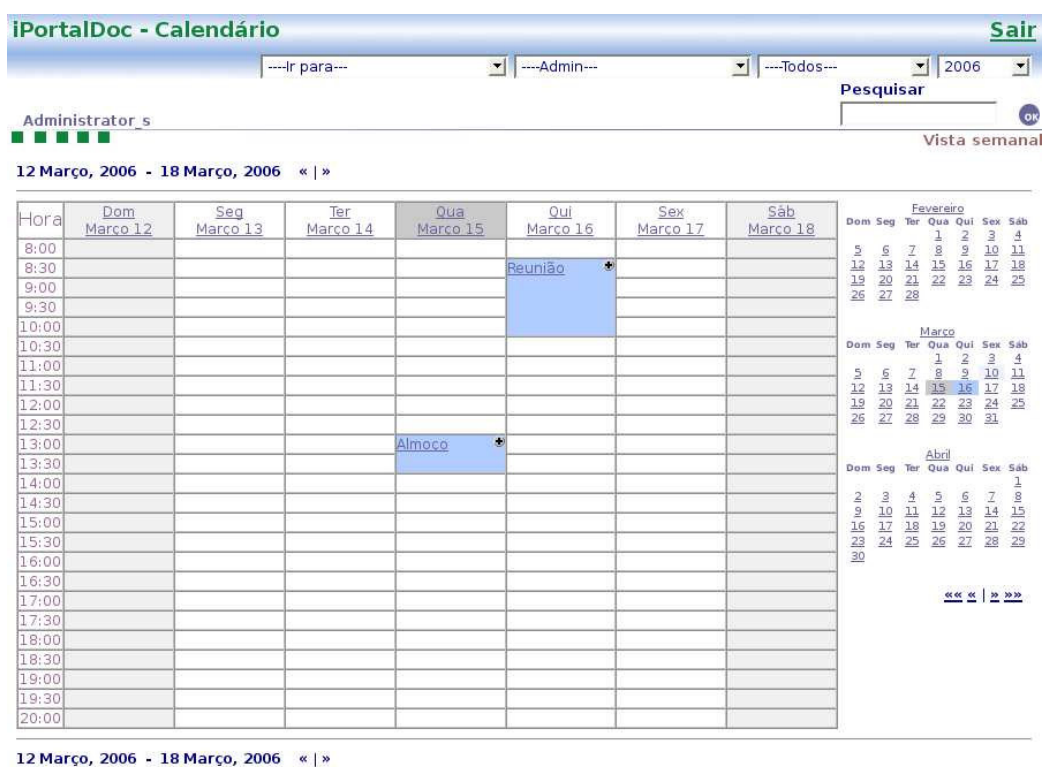 iPortalDoc - Calendário Sair
----Ir para--- ----Admin--- ----Todos--- 2006
Pesquisar
Administrator_s OK
Vista semanal
12 Março, 2006 - 18 Março, 2006 « | »
Hora Dom Março 12 Seg Março 13 Ter Março 14 Qua Março 15 Qui Março 16 Sex Março 17 Sáb Março 18
8:00
8:30 Reunião
9:00
9:30
10:00
10:30
11:00
11:30
12:00
12:30
13:00 Almoço
13:30
14:00
14:30
15:00
15:30
16:00
16:30
17:00
17:30
18:00
18:30
19:00
19:30
20:00
Fevereiro
Dom Seg Ter Qua Qui Sex Sáb
1 2 3 4
5 6 7 8 9 10 11
12 13 14 15 16 17 18
19 20 21 22 23 24 25
26 27 28
Março
Dom Seg Ter Qua Qui Sex Sáb
1 2 3 4
5 6 7 8 9 10 11
12 13 14 15 16 17 18
19 20 21 22 23 24 25
26 27 28 29 30 31
Abril
Dom Seg Ter Qua Qui Sex Sáb
1
2 3 4 5 6 7 8
9 10 11 12 13 14 15
16 17 18 19 20 21 22
23 24 25 26 27 28 29
30
«« « | » »»
12 Março, 2006 - 18 Março, 2006 « | »